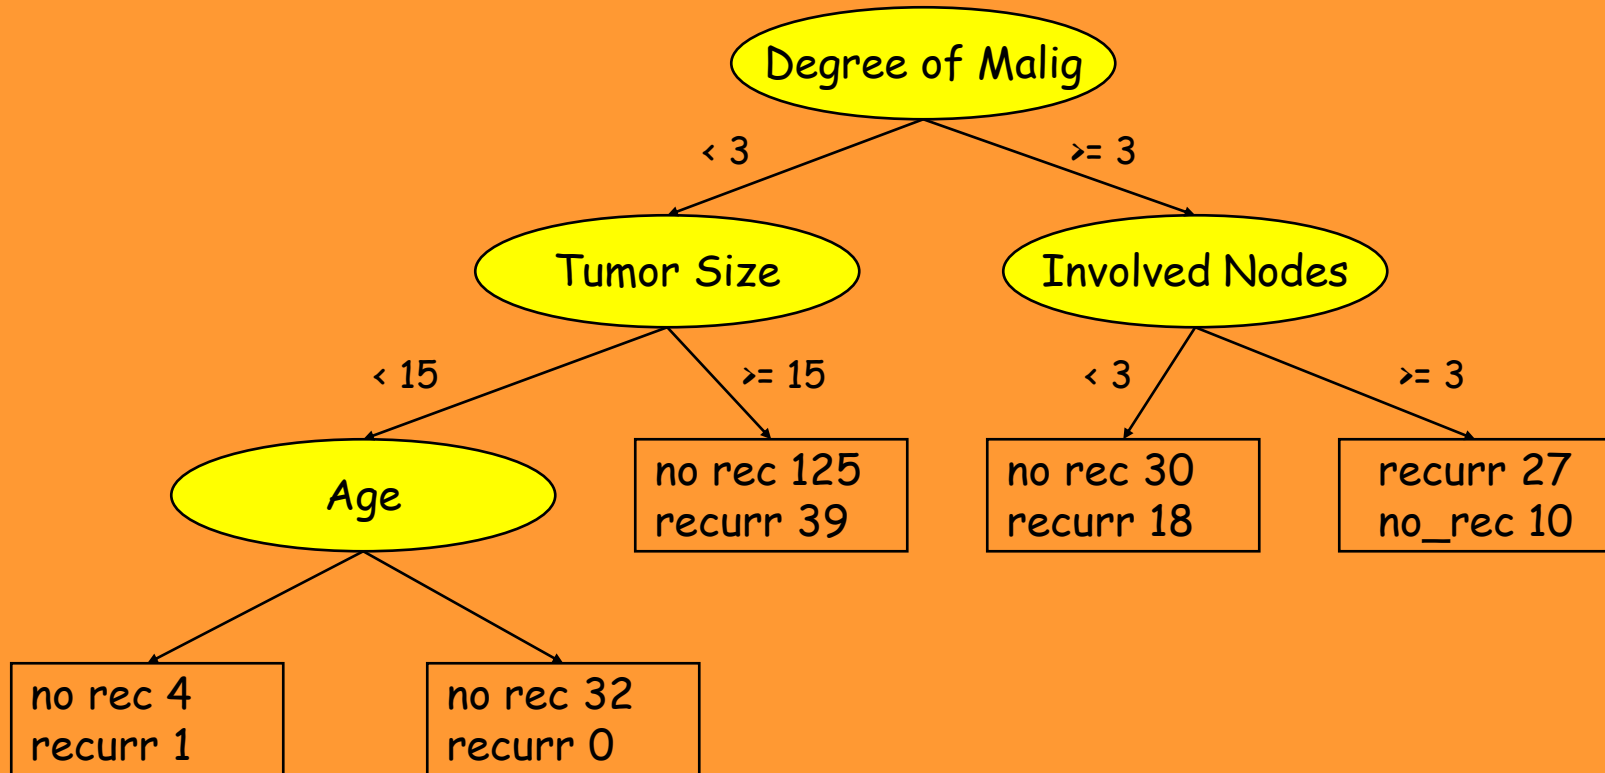 Degree of Malig
< 3
>= 3
Tumor Size
Involved Nodes
< 15
>= 15
< 3
>= 3
Age
no rec 125
recurr 39
no rec 30
recurr 18
recurr 27
no_rec 10
no rec 4
recurr 1
no rec 32
recurr 0